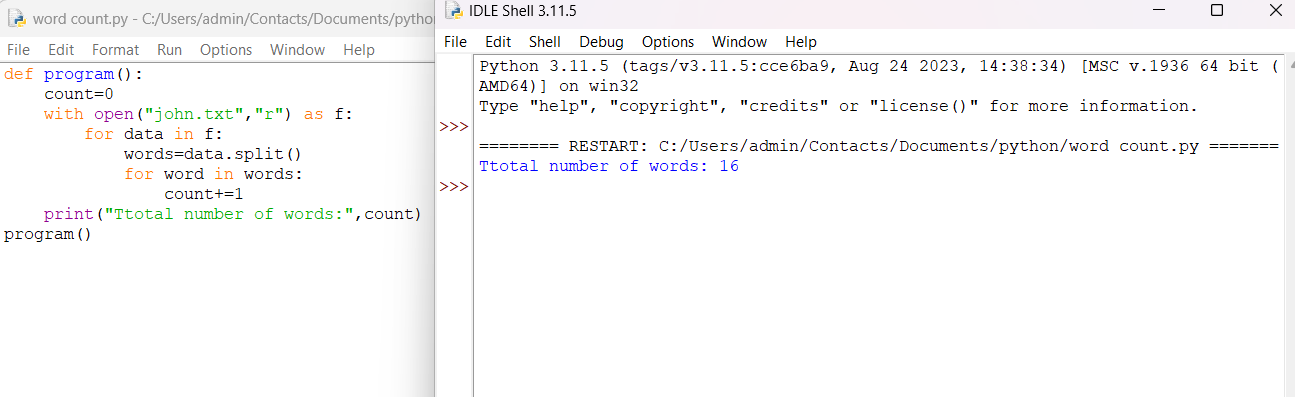 word count.py - C:/Users/admin/Contacts/Documents/pytho
File Edit Format Run Options Window Help
def program():
    count=0
    with open("john.txt","r") as f:
        for data in f:
            words=data.split()
            for word in words:
                count+=1
    print("Ttotal number of words:",count)
program()
IDLE Shell 3.11.5
File Edit Shell Debug Options Window Help
Python 3.11.5 (tags/v3.11.5:cce6ba9, Aug 24 2023, 14:38:34) [MSC v.1936 64 bit (
AMD64)] on win32
Type "help", "copyright", "credits" or "license()" for more information.
>>>
======== RESTART: C:/Users/admin/Contacts/Documents/python/word count.py =======
Ttotal number of words: 16
>>>